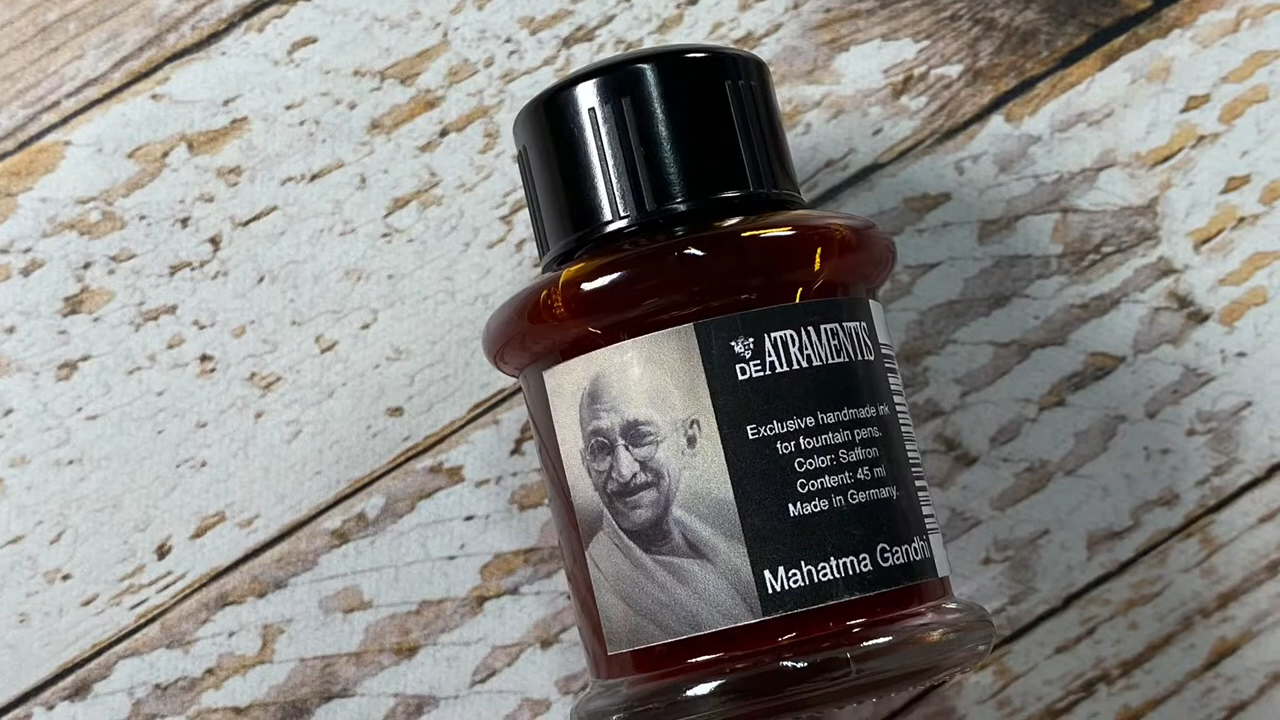 DE ATRAMENTIS
Exclusive handmade ink
for fountain pens.
Color: Saffron
Content: 45 ml
Made in Germany.
Mahatma Gandhi